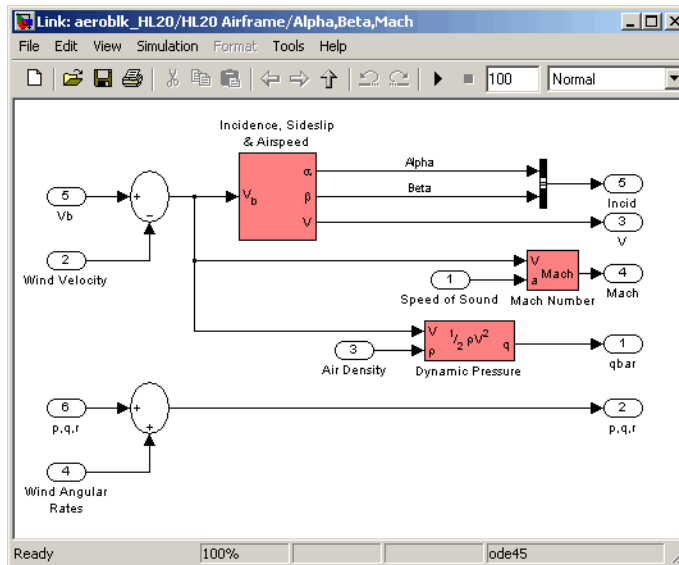 Link: aeroblk_HL20/HL20 Airframe/Alpha,Beta,Mach
File Edit View Simulation Format Tools Help
100 Normal
Incidence, Sideslip
& Airspeed
α Alpha
5 + Vb β Beta 5
Vb − Incid
V 3
V
2
Wind Velocity
V Mach 4
1 a
Speed of Sound Mach Number Mach
V 1/2 ρV² q 1
3 ρ
Air Density Dynamic Pressure qbar
6 + 2
p,q,r + p,q,r
4
Wind Angular
Rates
Ready 100% ode45